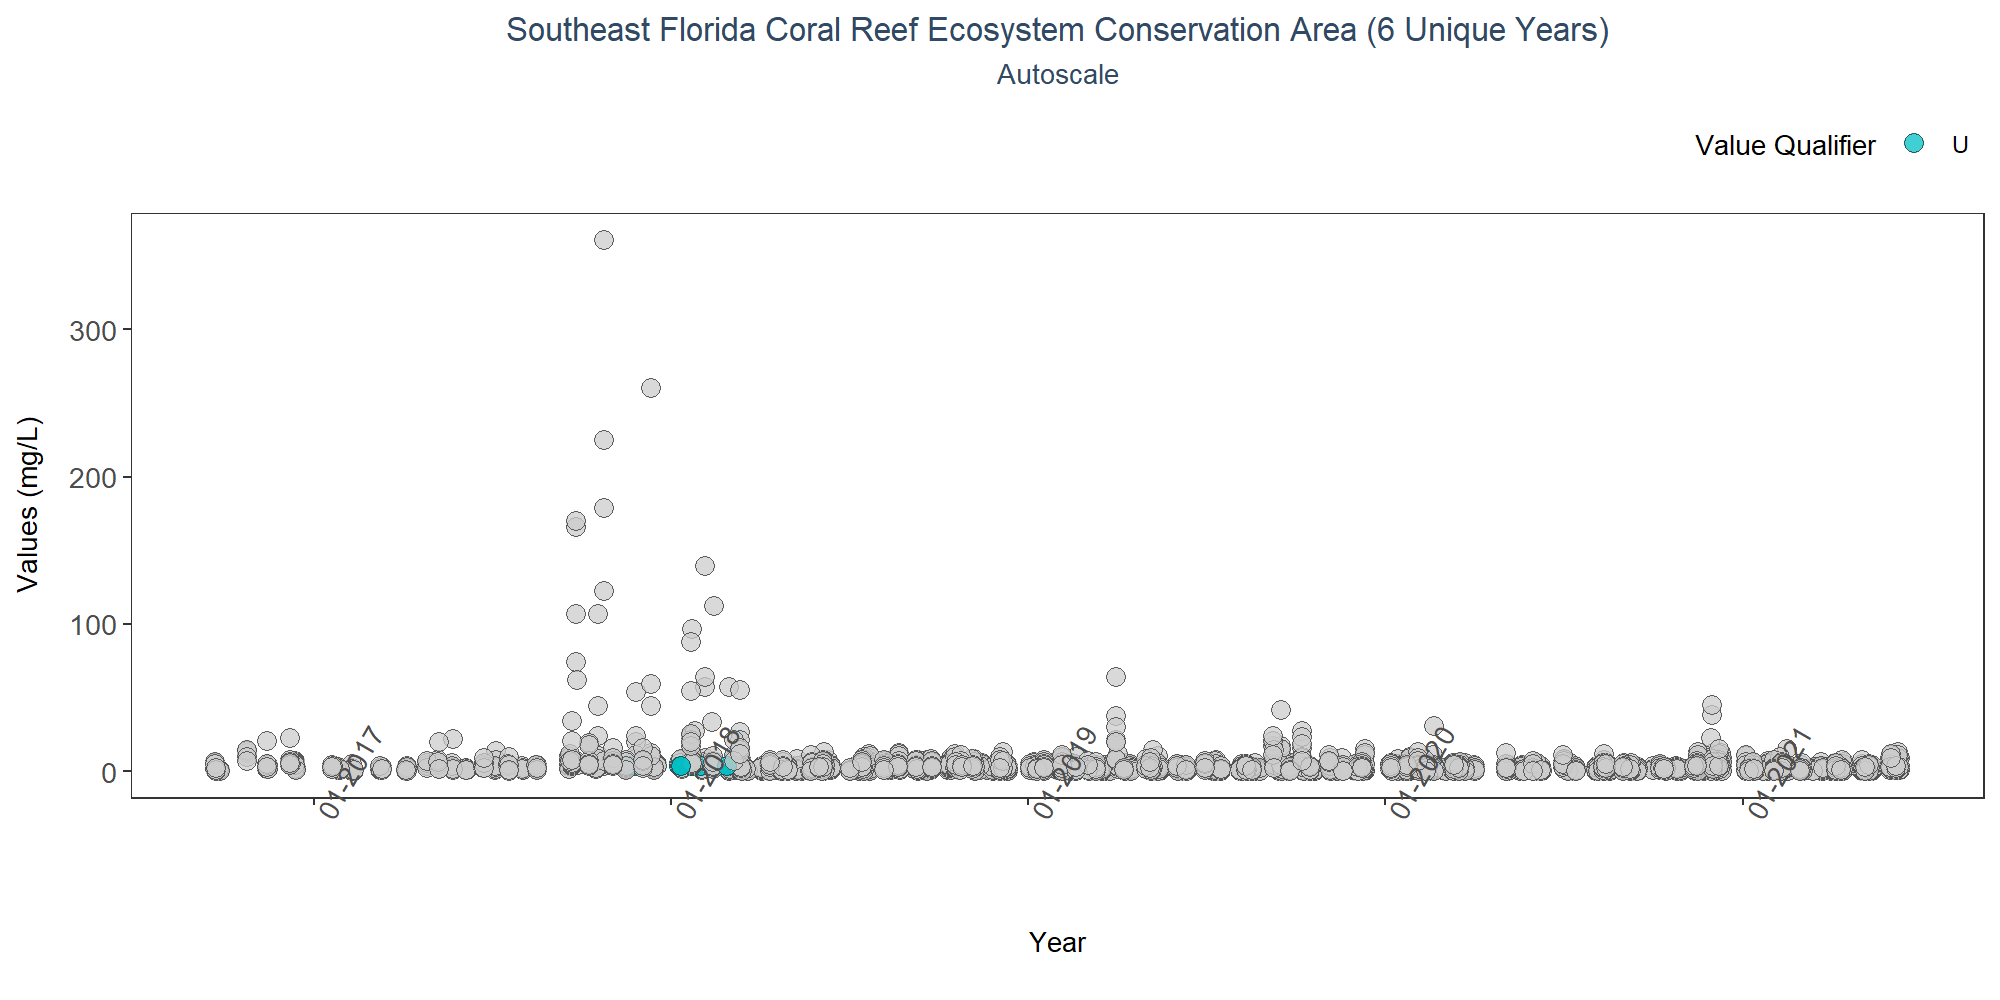 Southeast Florida Coral Reef Ecosystem Conservation Area (6 Unique Years)
Autoscale
Value Qualifier U
Values (mg/L)
300
200
100
0
01-2017
01-2018
01-2019
01-2020
01-2021
Year